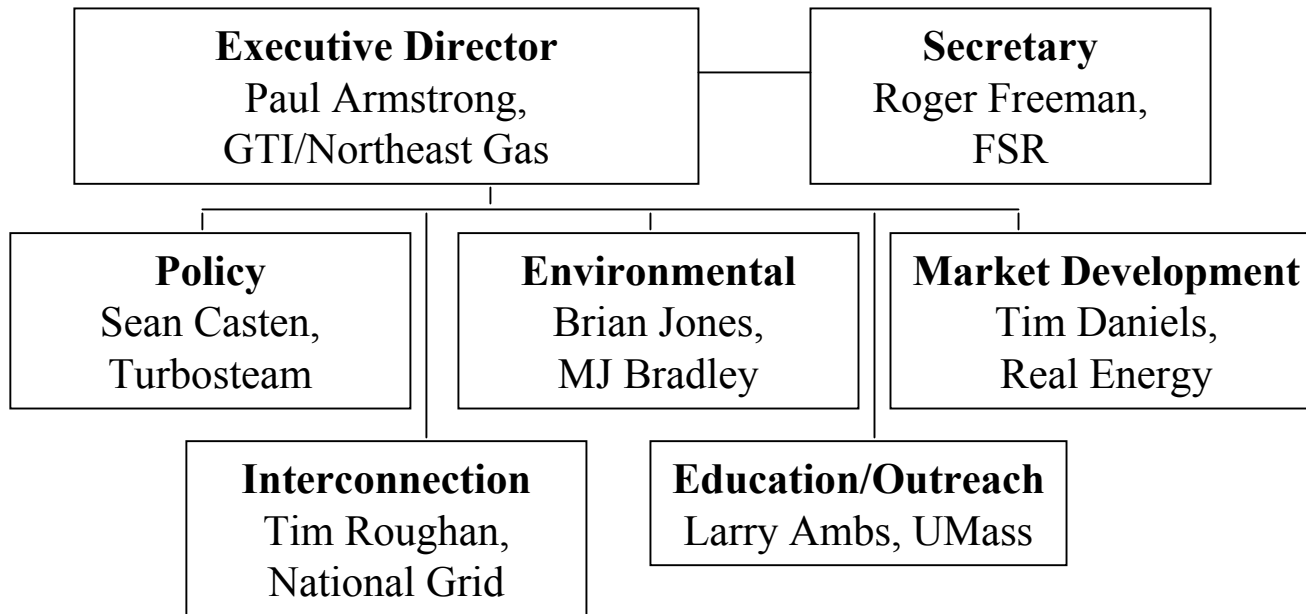 Executive Director
Paul Armstrong,
GTI/Northeast Gas
Secretary
Roger Freeman,
FSR
Policy
Sean Casten,
Turbosteam
Environmental
Brian Jones,
MJ Bradley
Market Development
Tim Daniels,
Real Energy
Interconnection
Tim Roughan,
National Grid
Education/Outreach
Larry Ambs, UMass